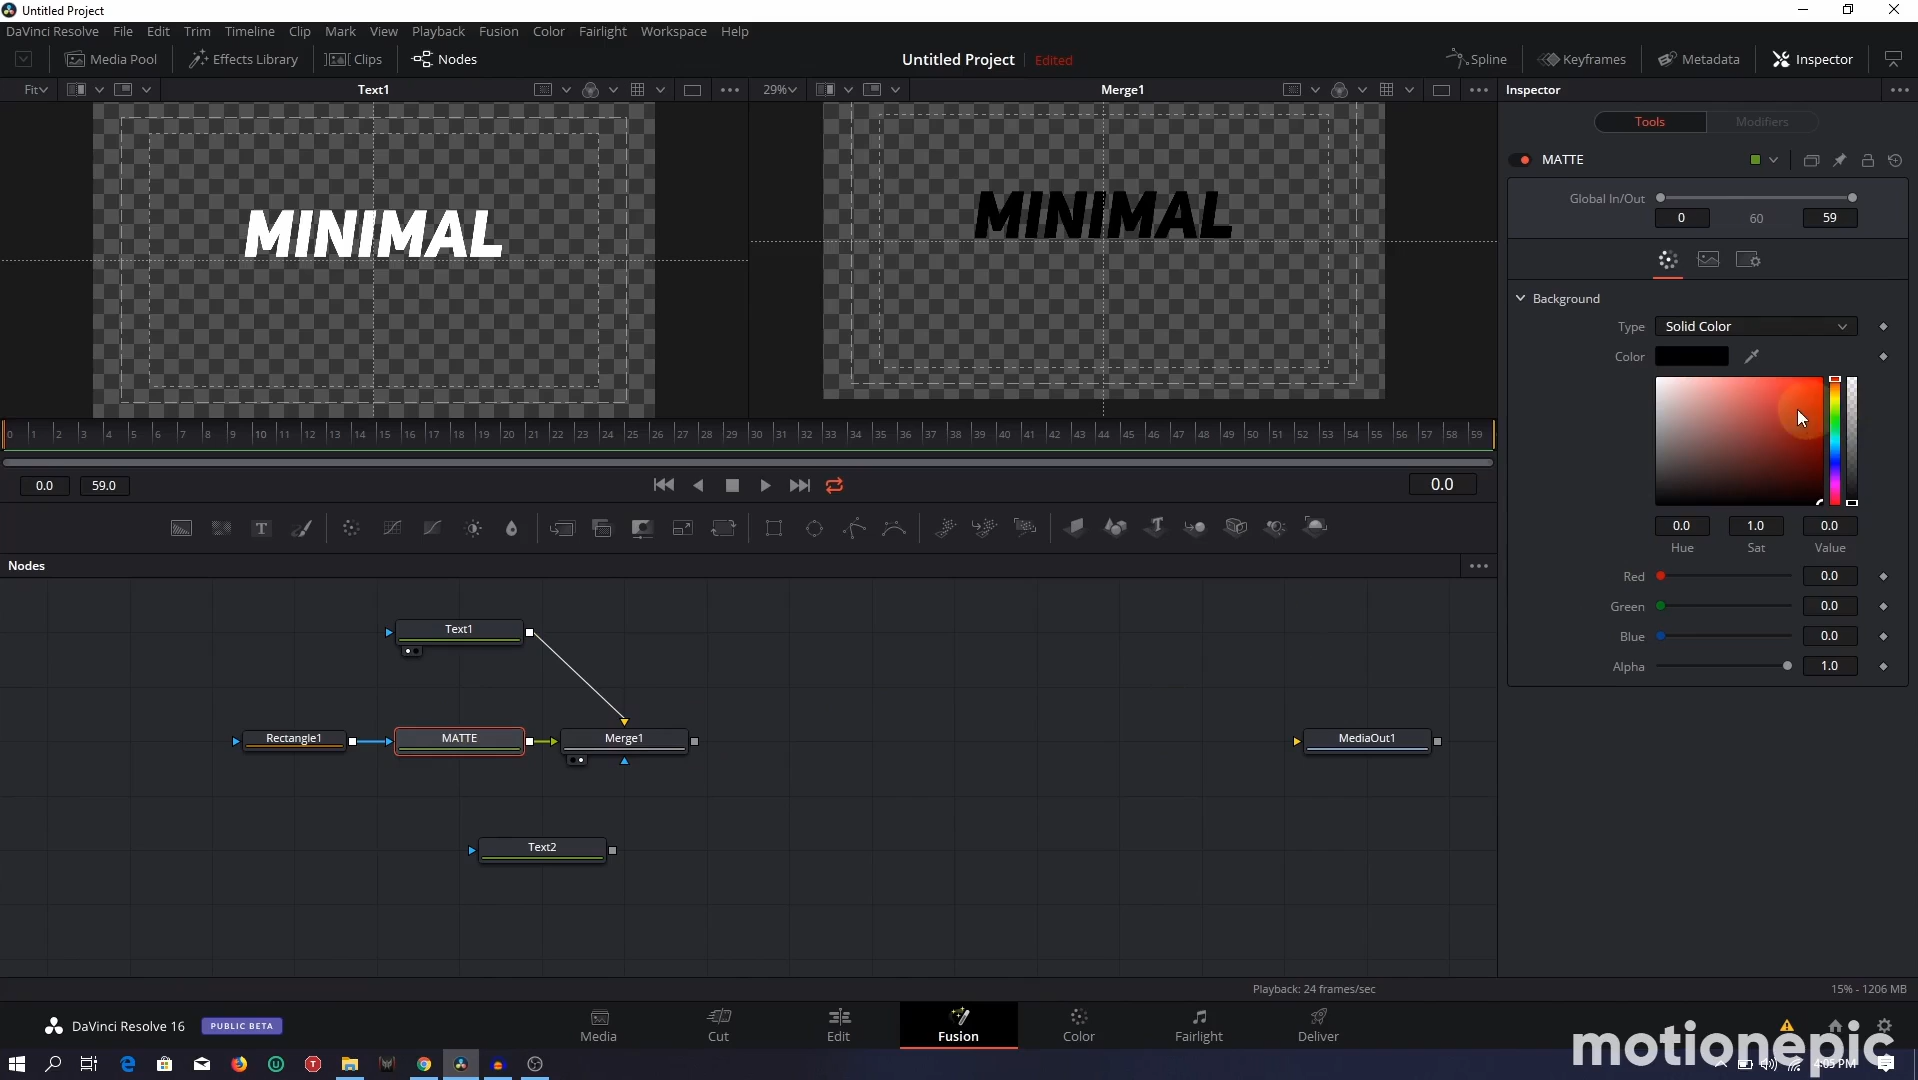 Untitled Project
DaVinci Resolve File Edit Trim Timeline Clip Mark View Playback Fusion Color Fairlight Workspace Help
Media Pool Effects Library Clips Nodes Untitled Project Edited Spline Keyframes Metadata Inspector
Fit Text1 29% Merge1 Inspector
Tools Modifiers
MATTE
Global In/Out
0 60 59
MINIMAL
MINIMAL
Background
Type Solid Color
Color
0 1 2 3 4 5 6 7 8 9 10 11 12 13 14 15 16 17 18 19 20 21 22 23 24 25 26 27 28 29 30 31 32 33 34 35 36 37 38 39 40 41 42 43 44 45 46 47 48 49 50 51 52 53 54 55 56 57 58 59
0.0 59.0 0.0
0.0 1.0 0.0
Hue Sat Value
Red 0.0
Green 0.0
Blue 0.0
Alpha 1.0
Nodes
Text1
Rectangle1 MATTE Merge1 MediaOut1
Text2
Playback: 24 frames/sec 15% - 1206 MB
DaVinci Resolve 16 PUBLIC BETA
Media Cut Edit Fusion Color Fairlight Deliver
motionepic
4:05 PM